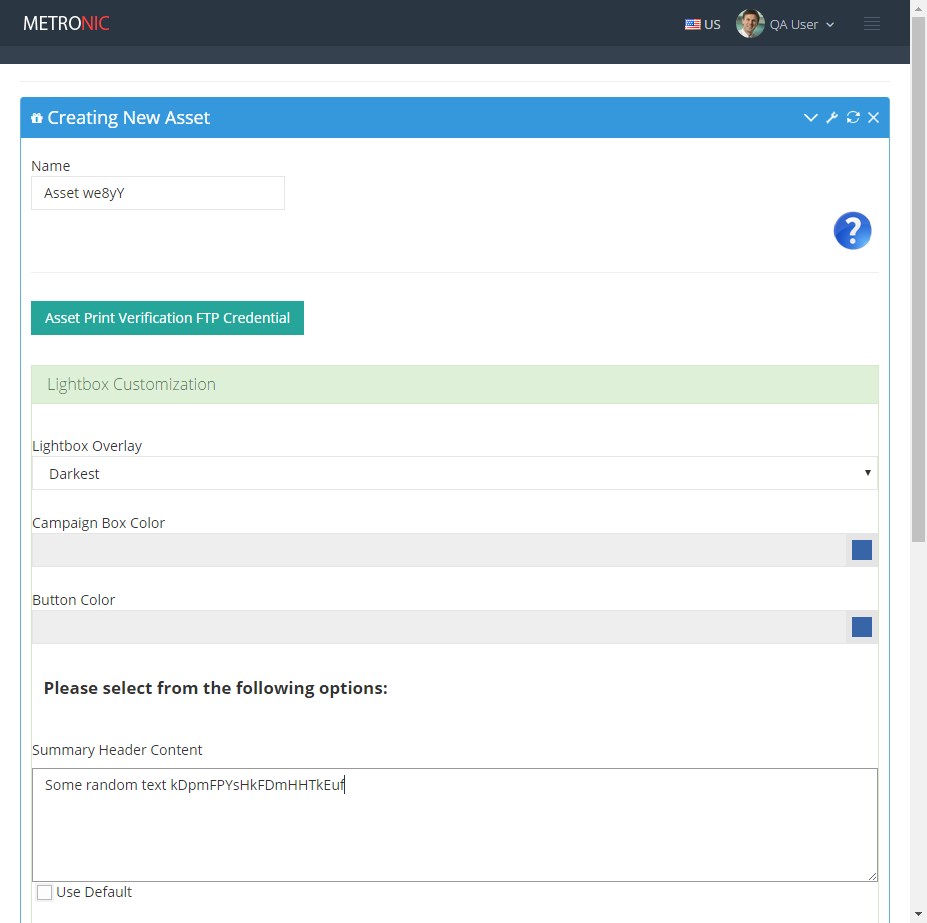 METRONIC
US
QA User
Creating New Asset
Name
Asset we8yY
?
Asset Print Verification FTP Credential
Lightbox Customization
Lightbox Overlay
Darkest
Campaign Box Color
Button Color
Please select from the following options:
Summary Header Content
Some random text kDpmFPYsHkFDmHHTkEuf
Use Default